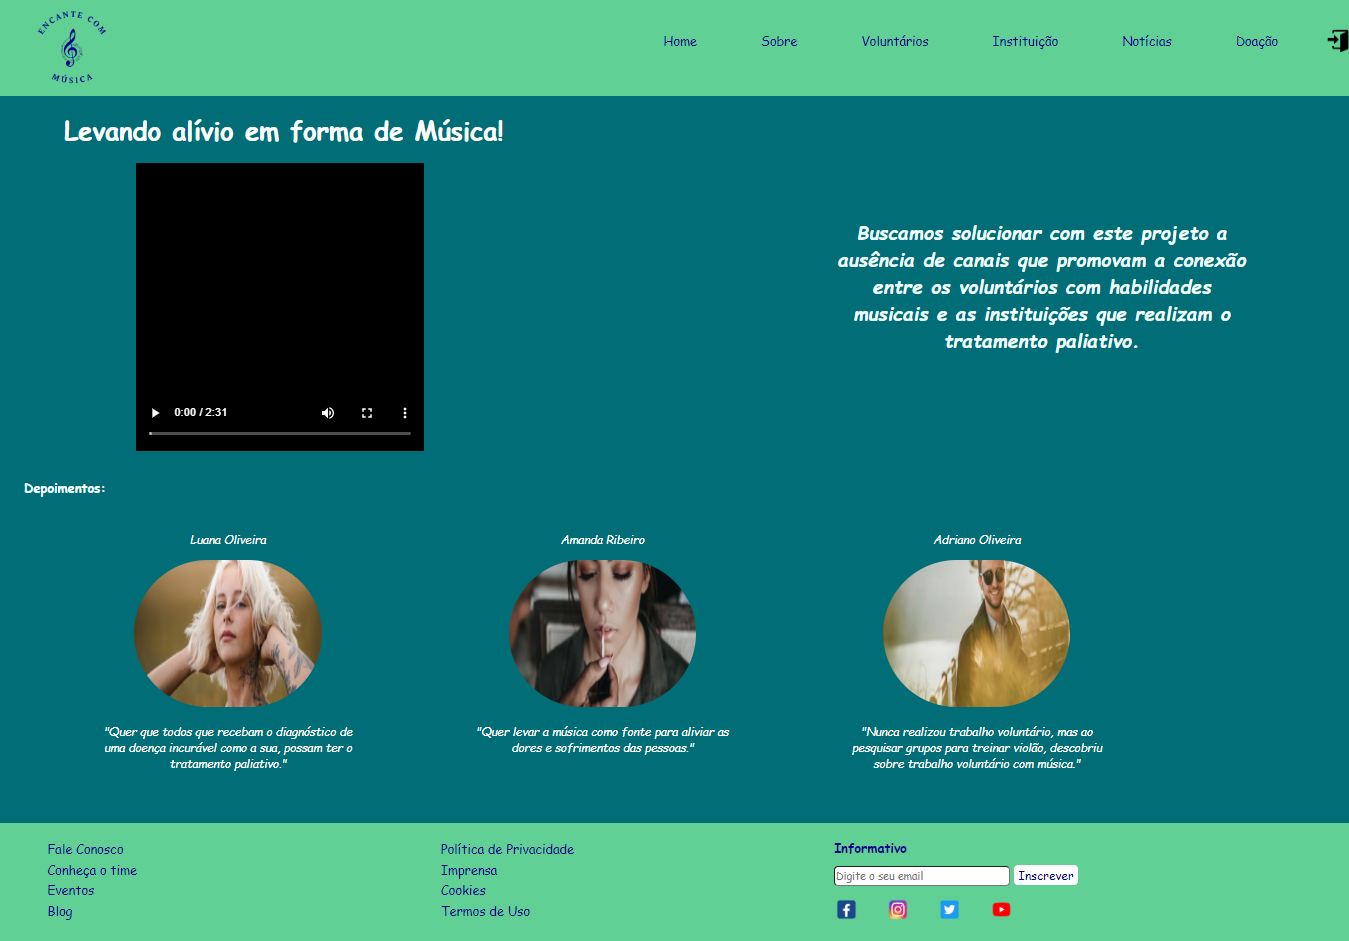 ENCANTE COM
MÚSICA
Home
Sobre
Voluntários
Instituição
Notícias
Doação
Levando alívio em forma de Música!
0:00 / 2:31
Buscamos solucionar com este projeto a
ausência de canais que promovam a conexão
entre os voluntários com habilidades
musicais e as instituições que realizam o
tratamento paliativo.
Depoimentos:
Luana Oliveira
"Quer que todos que recebam o diagnóstico de
uma doença incurável como a sua, possam ter o
tratamento paliativo."
Amanda Ribeiro
"Quer levar a música como fonte para aliviar as
dores e sofrimentos das pessoas."
Adriano Oliveira
"Nunca realizou trabalho voluntário, mas ao
pesquisar grupos para treinar violão, descobriu
sobre trabalho voluntário com música."
Fale Conosco
Conheça o time
Eventos
Blog
Política de Privacidade
Imprensa
Cookies
Termos de Uso
Informativo
Digite o seu email
Inscrever